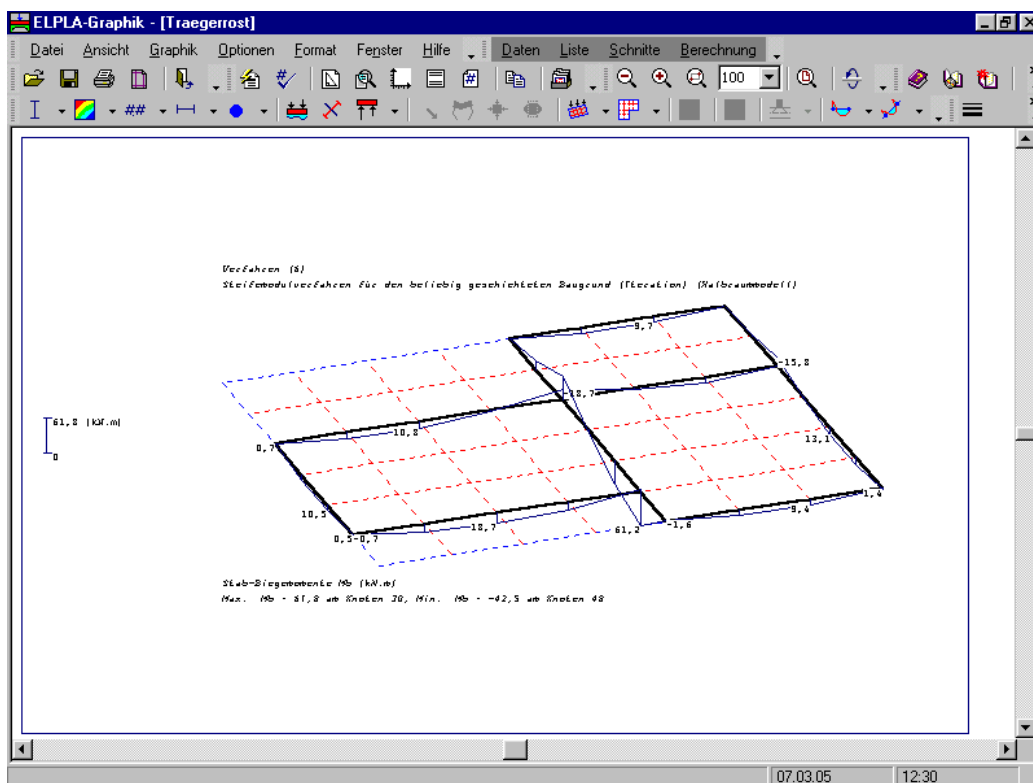 ELPLA-Graphik - [Traegerrost]
Datei Ansicht Graphik Optionen Format Fenster Hilfe Daten Liste Schnitte Berechnung
100
##
Verfahren (6)
Steifemodulverfahren für den beliebig geschichteten Baugrund (Iteration) (Halbraummodell)
9,7
-15,8
-18,7
61,8 (kN.m)
10,8
13,1
0,7
0
1,4
10,5
9,4
18,7
61,2
-1,6
0,5-0,7
Stab-Biegemomente Mb (kN.m)
Max. Mb = 61,8 am Knoten 30, Min. Mb = -42,5 am Knoten 48
07.03.05 12:30